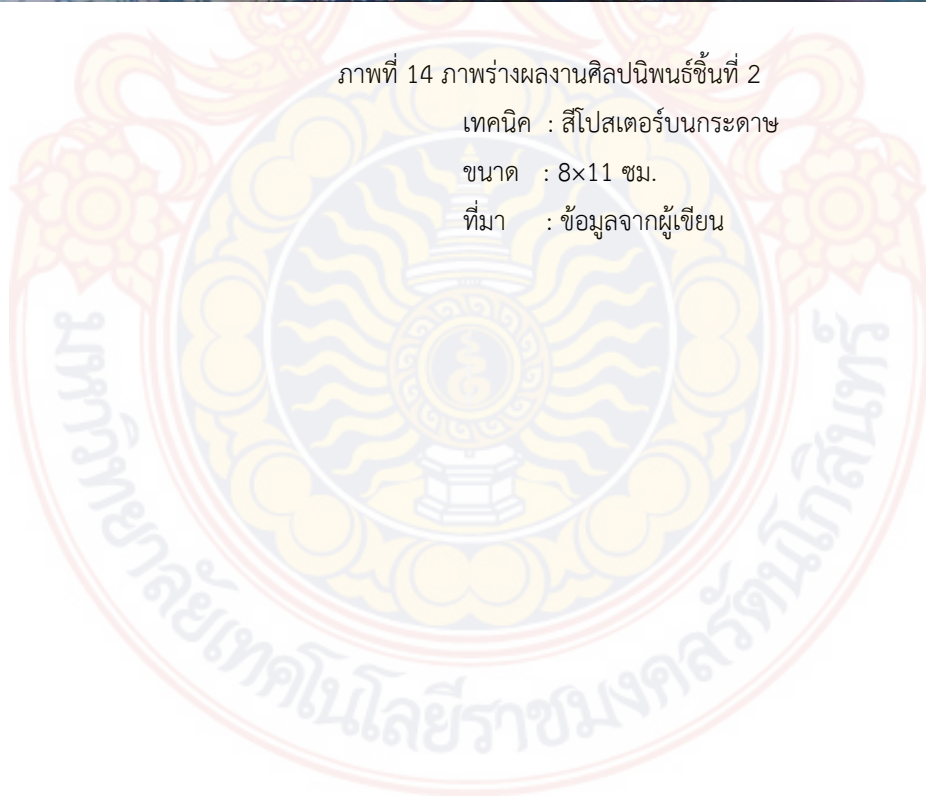 ภาพที่ 14 ภาพร่างผลงานศิลปนิพนธ์ชิ้นที่ 2
เทคนิค : สีโปสเตอร์บนกระดาษ
ขนาด : 8×11 ซม.
ที่มา : ข้อมูลจากผู้เขียน
มหาวิทยาลัยเทคโนโลยีราชมงคลรัตนโกสินทร์